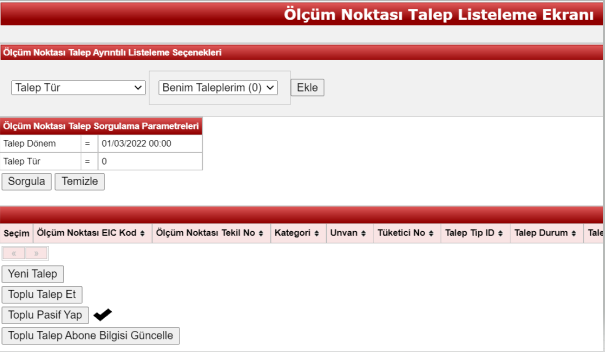 Ölçüm Noktası Talep Listeleme Ekranı
Ölçüm Noktası Talep Ayrıntılı Listeleme Seçenekleri
Talep Tür Benim Taleplerim (0) Ekle
Ölçüm Noktası Talep Sorgulama Parametreleri
Talep Dönem = 01/03/2022 00:00
Talep Tür = 0
Sorgula Temizle
Seçim Ölçüm Noktası EIC Kod Ölçüm Noktası Tekil No Kategori Unvan Tüketici No Talep Tip ID Talep Durum Tale
« »
Yeni Talep
Toplu Talep Et
Toplu Pasif Yap
Toplu Talep Abone Bilgisi Güncelle